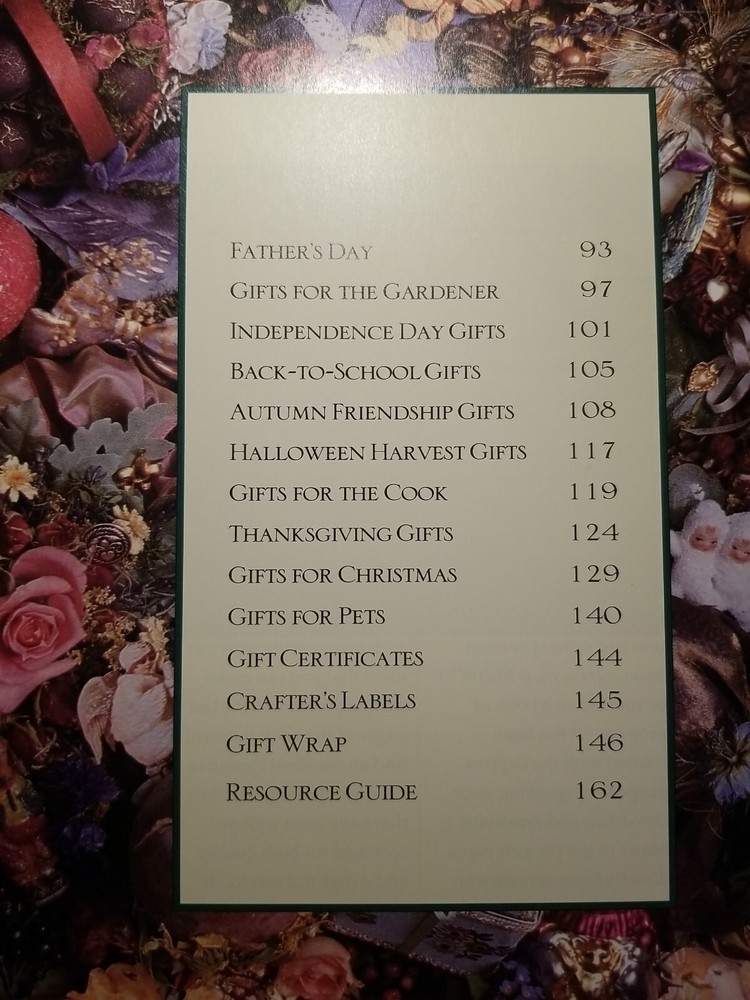 Father's Day 93
Gifts for the Gardener 97
Independence Day Gifts 101
Back-to-School Gifts 105
Autumn Friendship Gifts 108
Halloween Harvest Gifts 117
Gifts for the Cook 119
Thanksgiving Gifts 124
Gifts for Christmas 129
Gifts for Pets 140
Gift Certificates 144
Crafter's Labels 145
Gift Wrap 146
Resource Guide 162